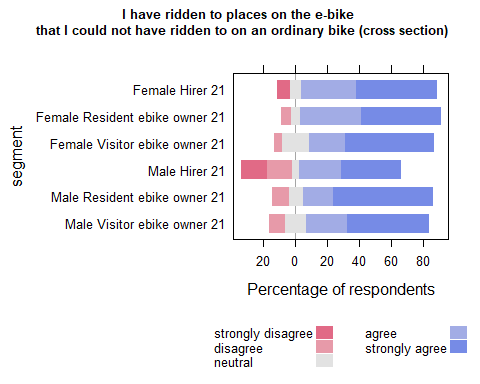 I have ridden to places on the e-bike
that I could not have ridden to on an ordinary bike (cross section)
segment
Female Hirer 21
Female Resident ebike owner 21
Female Visitor ebike owner 21
Male Hirer 21
Male Resident ebike owner 21
Male Visitor ebike owner 21
20 0 20 40 60 80
Percentage of respondents
strongly disagree agree
disagree strongly agree
neutral